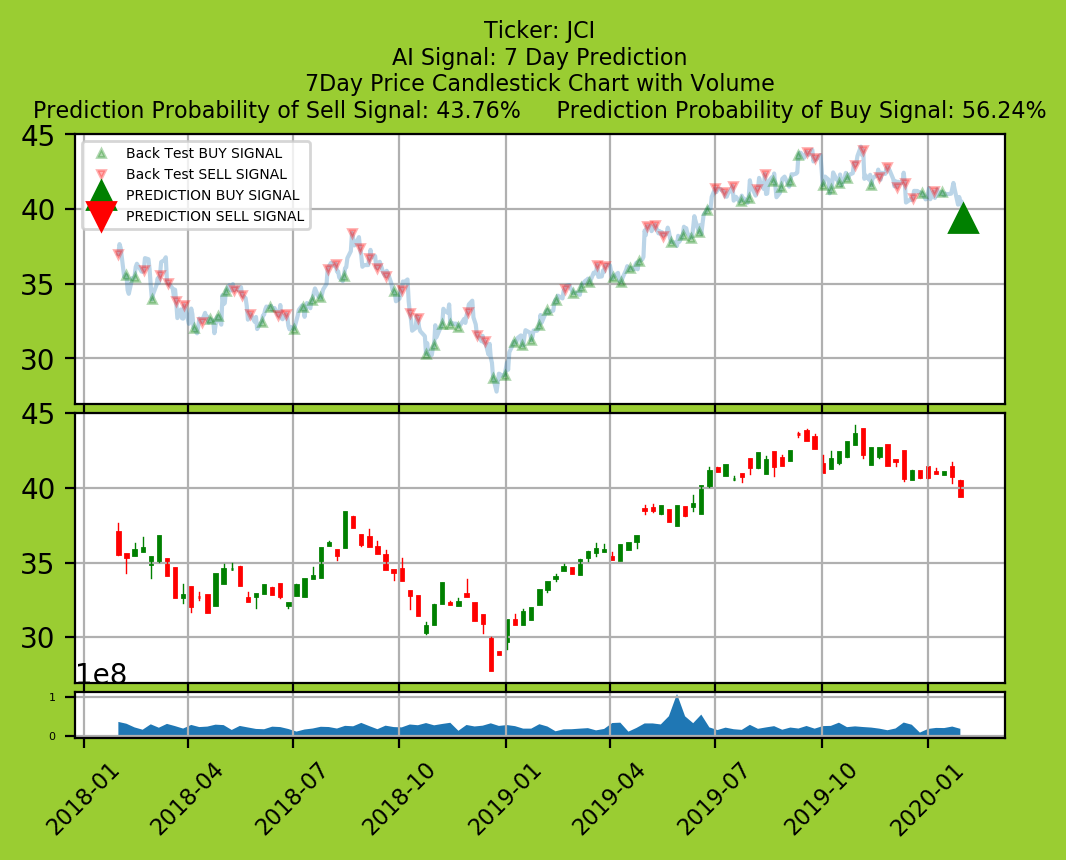 Ticker: JCI
AI Signal: 7 Day Prediction
7Day Price Candlestick Chart with Volume
Prediction Probability of Sell Signal: 43.76%     Prediction Probability of Buy Signal: 56.24%
45
Back Test BUY SIGNAL
Back Test SELL SIGNAL
PREDICTION BUY SIGNAL
PREDICTION SELL SIGNAL
40
35
30
45
40
35
30
1e8
1
0
2018-01 2018-04 2018-07 2018-10 2019-01 2019-04 2019-07 2019-10 2020-01